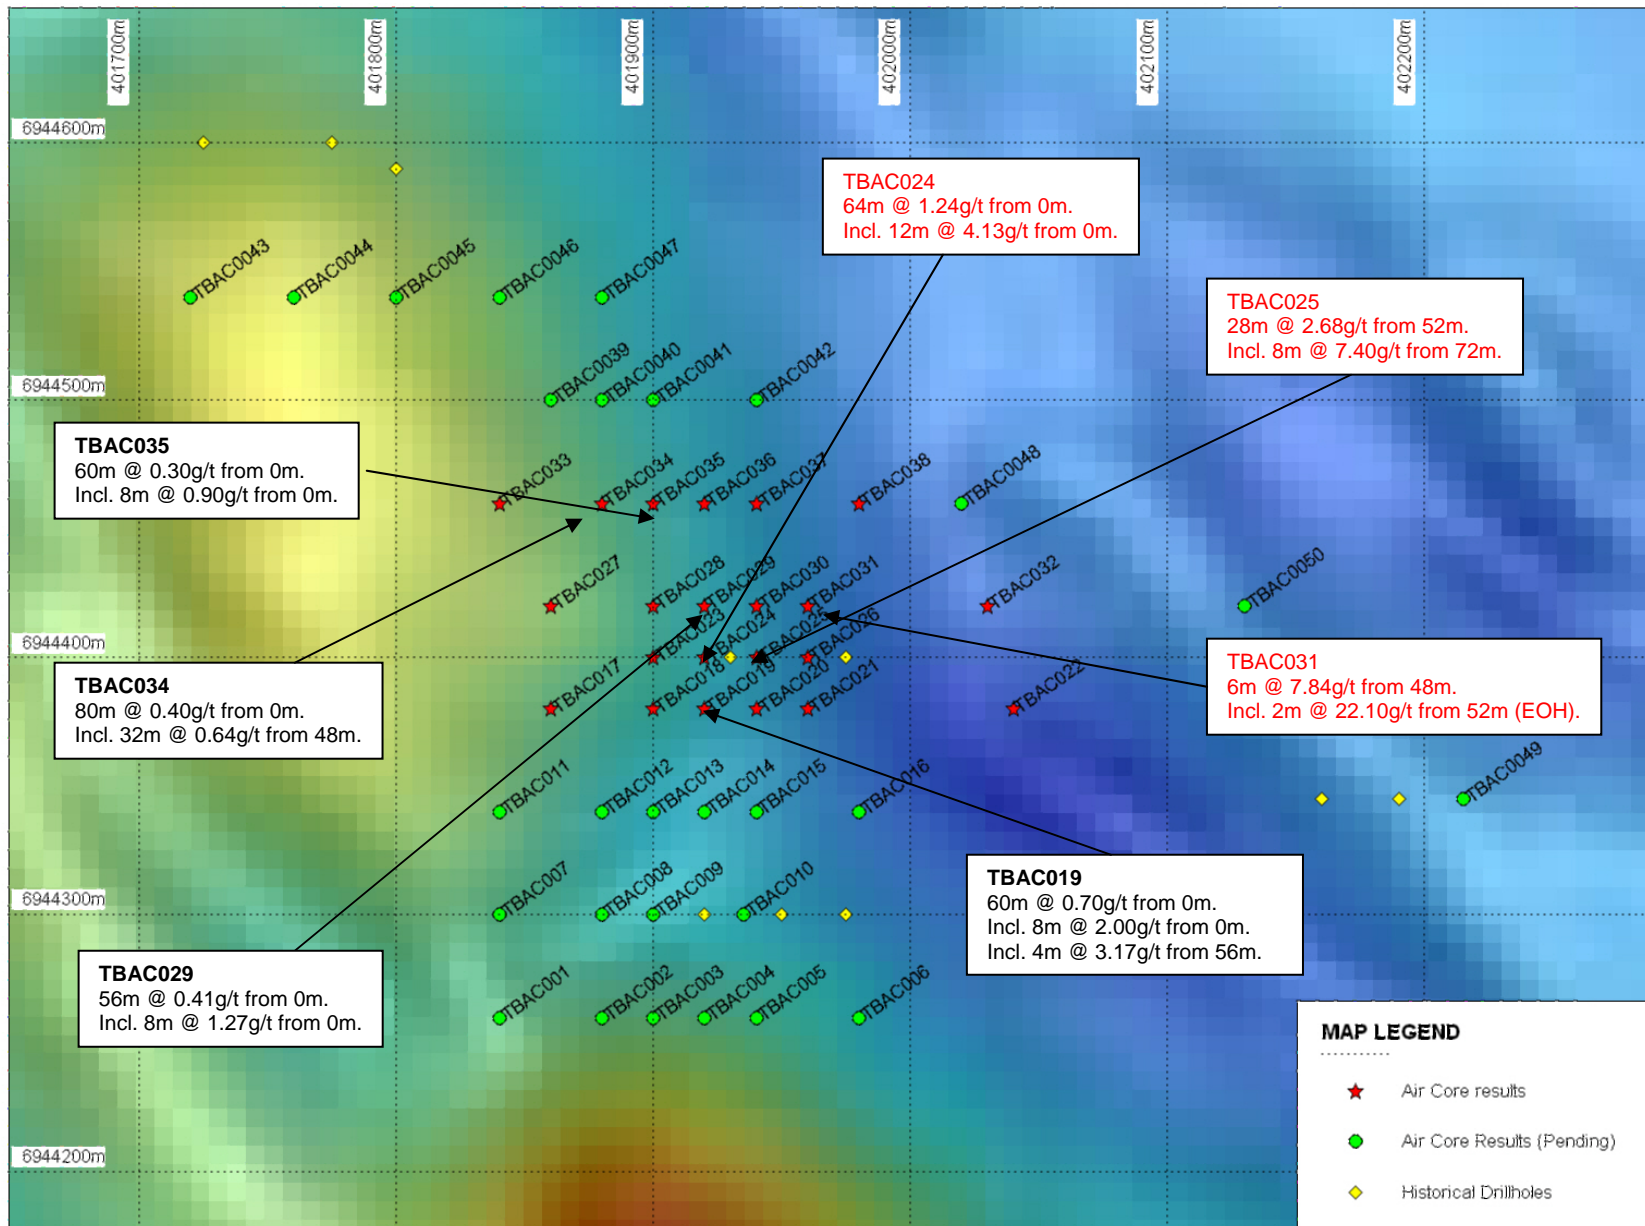 401700m
401800m
401900m
402000m
402100m
402200m
6944600m
TBAC024
64m @ 1.24g/t from 0m.
Incl. 12m @ 4.13g/t from 0m.
TBAC0043
TBAC0044
TBAC0045
TBAC0046
TBAC0047
TBAC025
28m @ 2.68g/t from 52m.
Incl. 8m @ 7.40g/t from 72m.
6944500m
TBAC0039
TBAC0040
TBAC0041
TBAC0042
TBAC035
60m @ 0.30g/t from 0m.
Incl. 8m @ 0.90g/t from 0m.
TBAC033
TBAC034
TBAC035
TBAC036
TBAC037
TBAC038
TBAC0048
TBAC027
TBAC028
TBAC029
TBAC030
TBAC031
TBAC032
TBAC0050
6944400m
TBAC023
TBAC024
TBAC025
TBAC026
TBAC034
80m @ 0.40g/t from 0m.
Incl. 32m @ 0.64g/t from 48m.
TBAC031
6m @ 7.84g/t from 48m.
Incl. 2m @ 22.10g/t from 52m (EOH).
TBAC017
TBAC018
TBAC019
TBAC020
TBAC021
TBAC022
TBAC011
TBAC012
TBAC013
TBAC014
TBAC015
TBAC016
TBAC0049
6944300m
TBAC007
TBAC008
TBAC009
TBAC010
TBAC019
60m @ 0.70g/t from 0m.
Incl. 8m @ 2.00g/t from 0m.
Incl. 4m @ 3.17g/t from 56m.
TBAC029
56m @ 0.41g/t from 0m.
Incl. 8m @ 1.27g/t from 0m.
TBAC001
TBAC002
TBAC003
TBAC004
TBAC005
TBAC006
6944200m
MAP LEGEND
Air Core results
Air Core Results (Pending)
Historical Drillholes